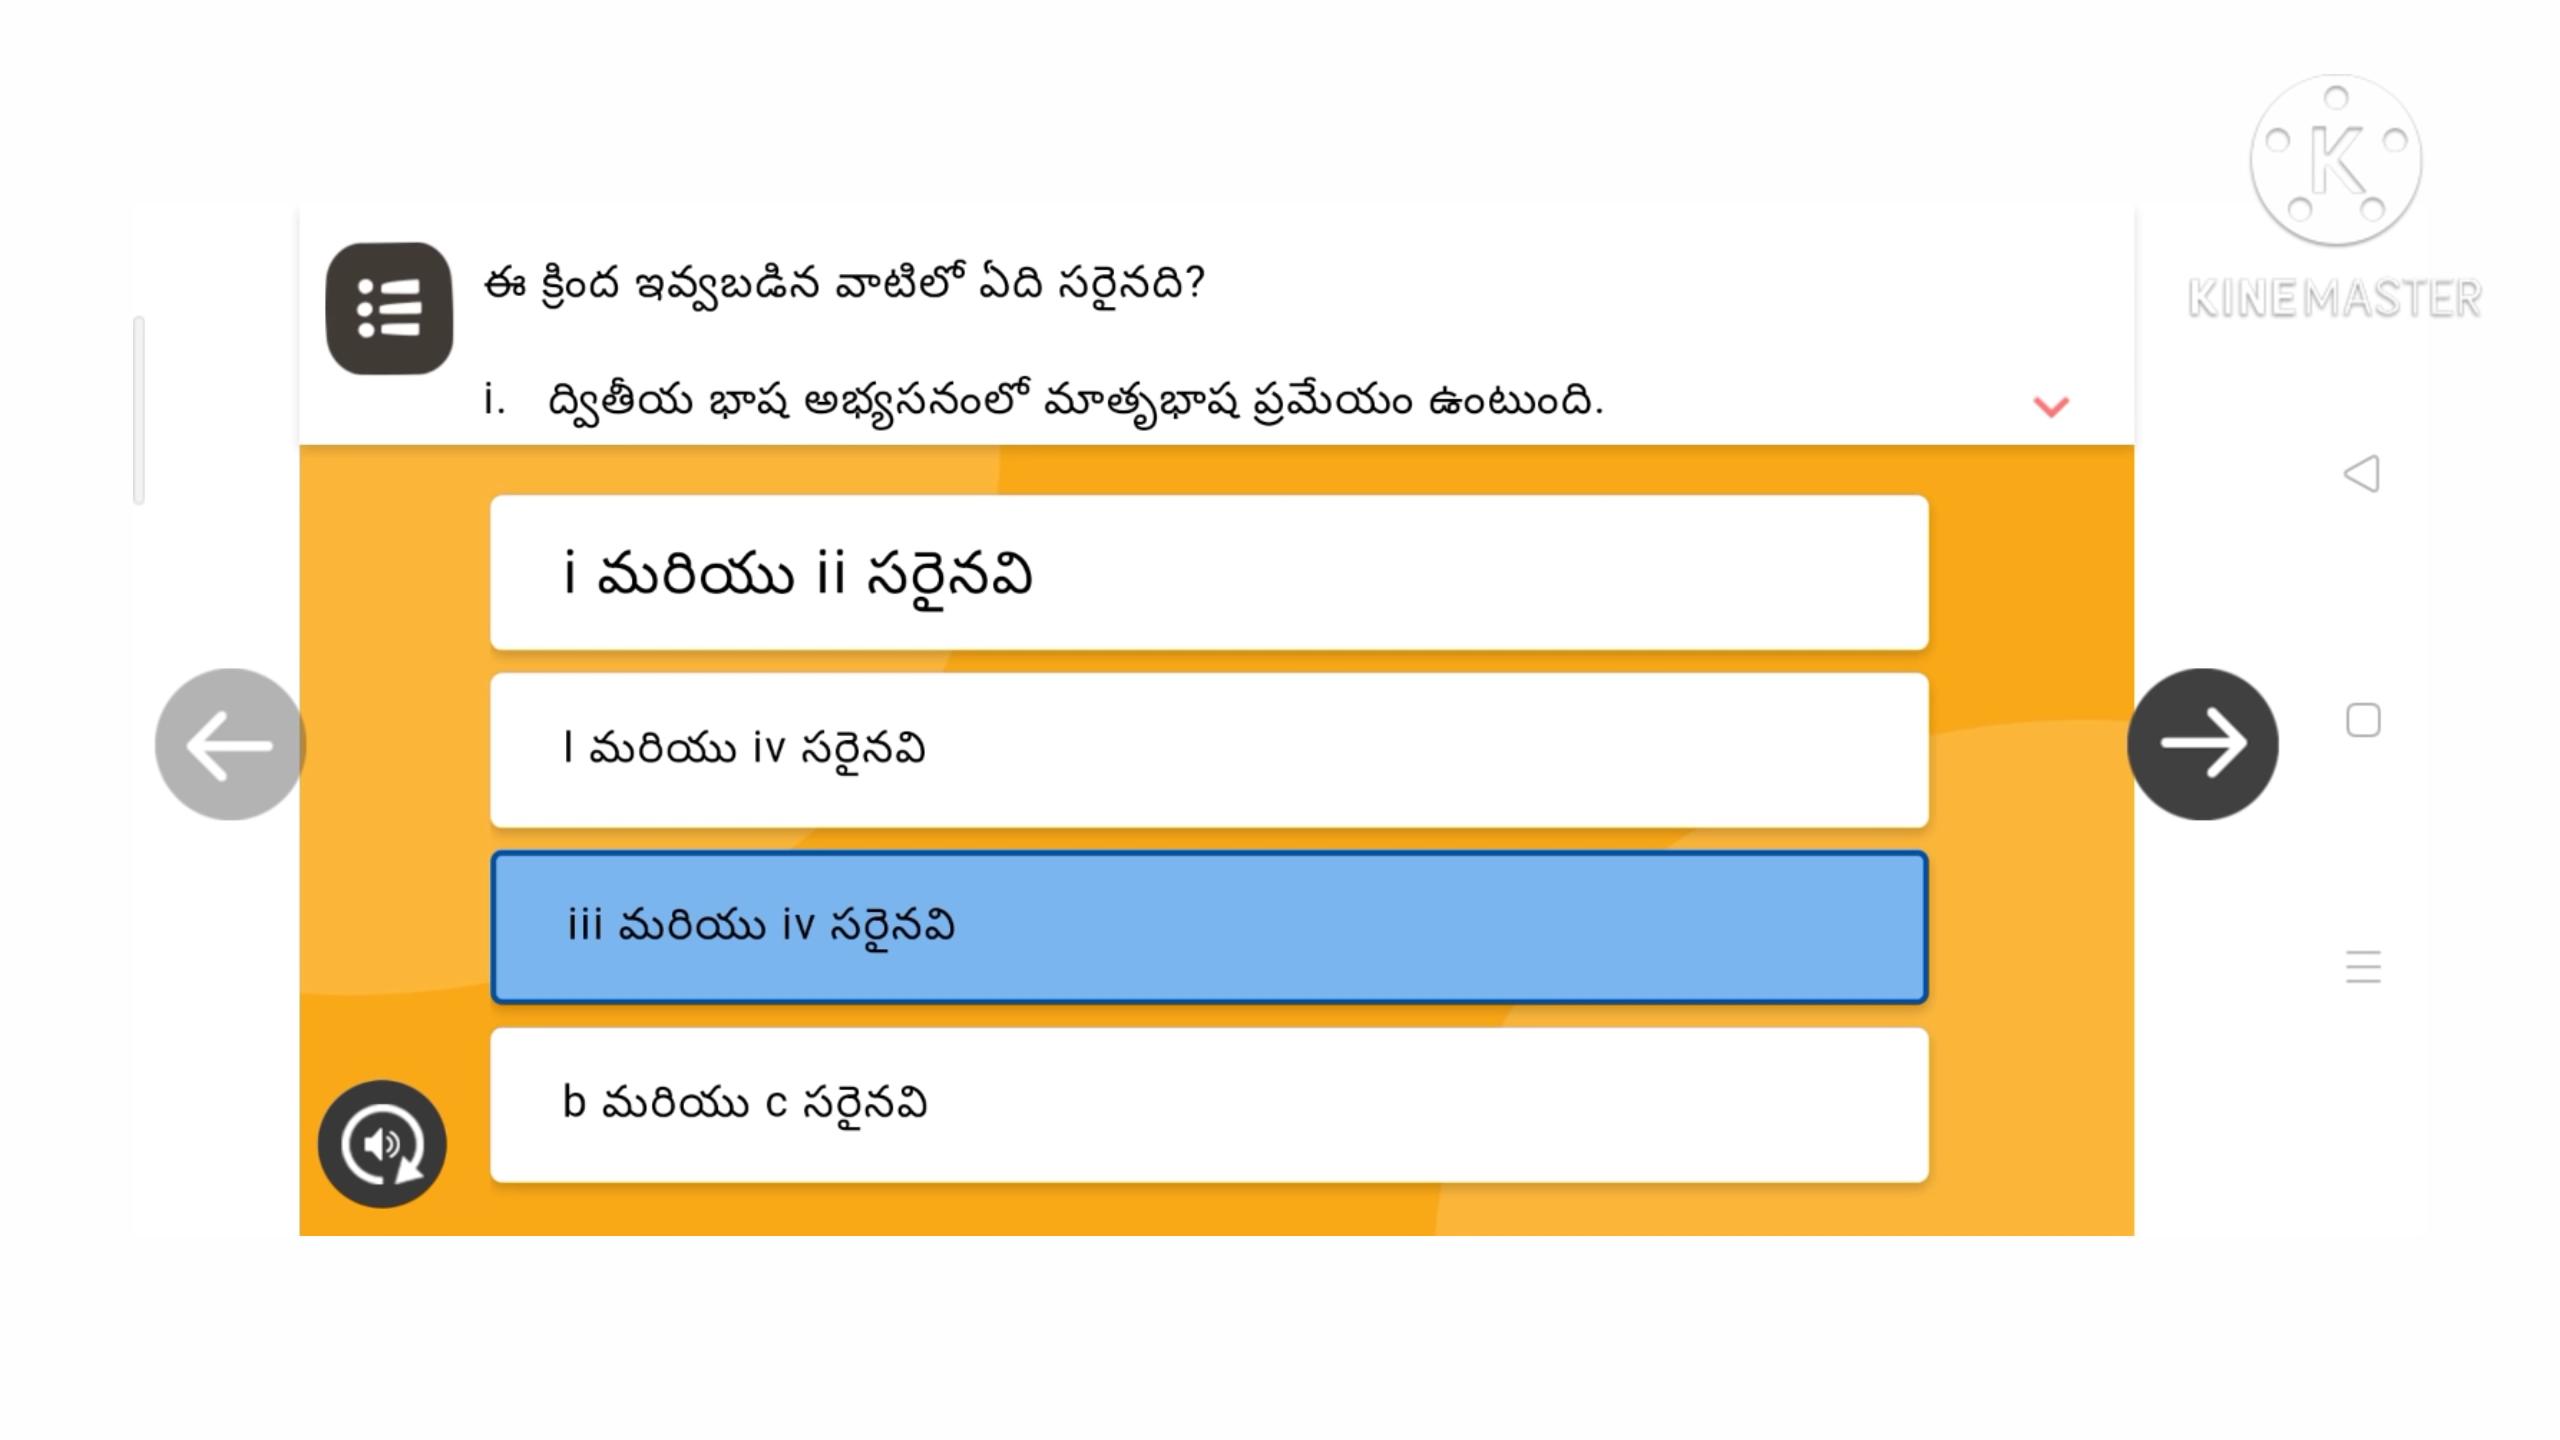 ఈ క్రింద ఇవ్వబడిన వాటిలో ఏది సరైనది?
i. ద్వితీయ భాష అభ్యసనంలో మాతృభాష ప్రమేయం ఉంటుంది.
i మరియు ii సరైనవి
I మరియు iv సరైనవి
iii మరియు iv సరైనవి
b మరియు c సరైనవి
K
KINEMASTER